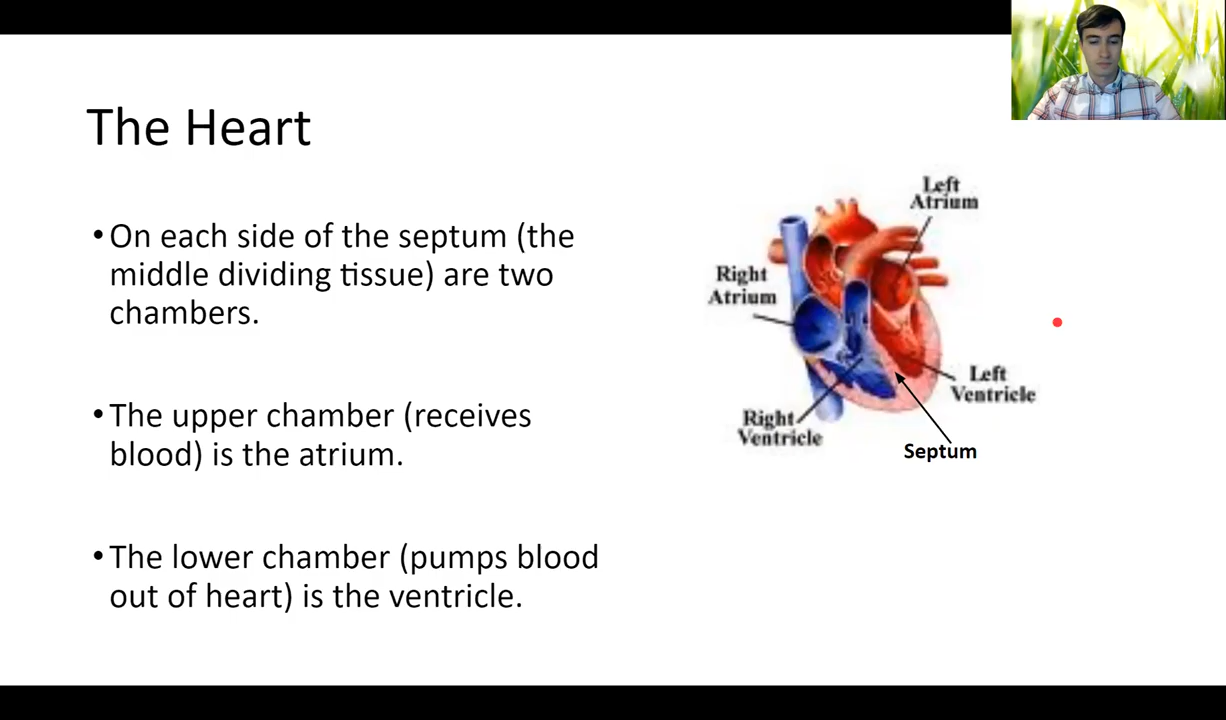 The Heart
•On each side of the septum (the
middle dividing tissue) are two
chambers.
•The upper chamber (receives
blood) is the atrium.
•The lower chamber (pumps blood
out of heart) is the ventricle.
Left
Atrium
Right
Atrium
Left
Ventricle
Right
Ventricle
Septum